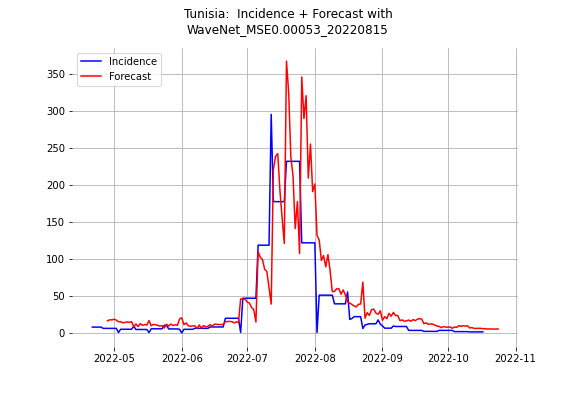 Tunisia:  Incidence + Forecast with
WaveNet_MSE0.00053_20220815
Incidence
Forecast
350
300
250
200
150
100
50
0
2022-05 2022-06 2022-07 2022-08 2022-09 2022-10 2022-11